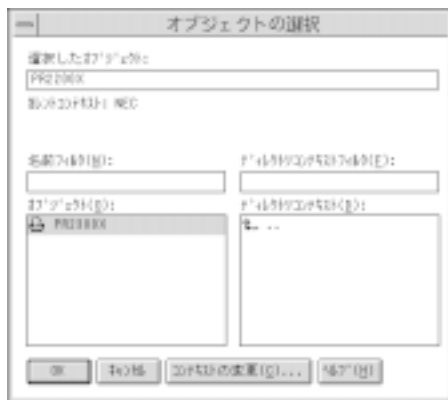 オブジェクトの選択
選択したｵﾌﾞｼﾞｪｸﾄ:
PR2200X
ｶﾚﾝﾄｺﾝﾃｷｽﾄ: NEC
名前ﾌｨﾙﾀ(N):
ﾃﾞｨﾚｸﾄﾘｺﾝﾃｷｽﾄﾌｨﾙﾀ(F):
ｵﾌﾞｼﾞｪｸﾄ(O):
ﾃﾞｨﾚｸﾄﾘｺﾝﾃｷｽﾄ(D):
PR2200X
..
OK
ｷｬﾝｾﾙ
ｺﾝﾃｷｽﾄの変更(C)...
ﾍﾙﾌﾟ(H)